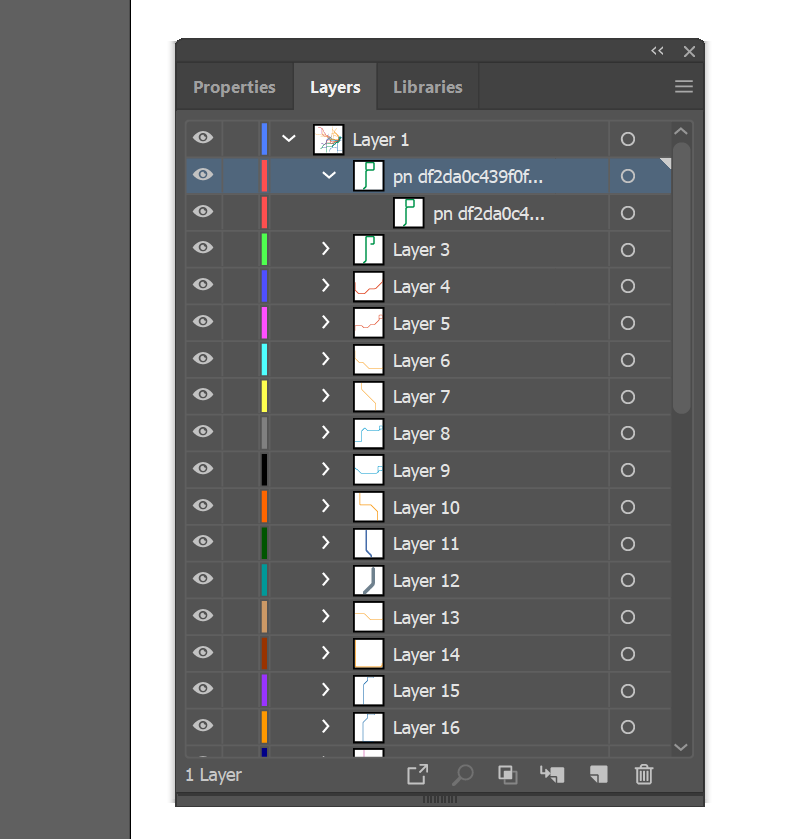 Properties Layers Libraries
Layer 1
pn df2da0c439f0f...
pn df2da0c4...
Layer 3
Layer 4
Layer 5
Layer 6
Layer 7
Layer 8
Layer 9
Layer 10
Layer 11
Layer 12
Layer 13
Layer 14
Layer 15
Layer 16
1 Layer